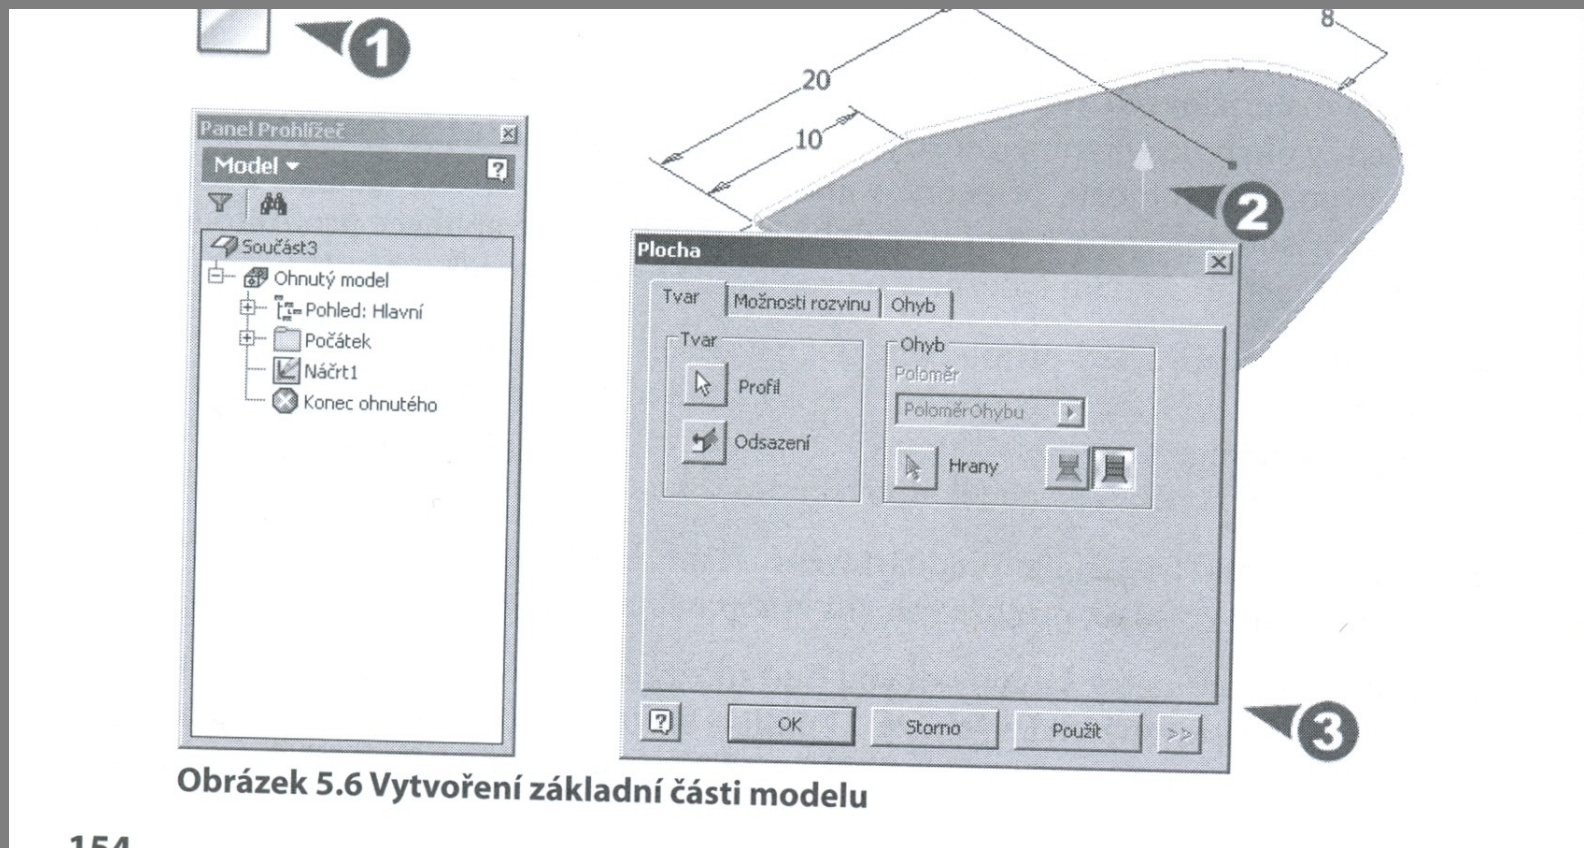 1
8
20
10
2
Panel Prohlížeč
Model
Součást3
Ohnutý model
Pohled: Hlavní
Počátek
Náčrt1
Konec ohnutého
Plocha
Tvar
Možnosti rozvinu
Ohyb
Tvar
Profil
Odsazení
Ohyb
Poloměr
PoloměrOhybu
Hrany
?
OK
Storno
Použít
>>
3
Obrázek 5.6 Vytvoření základní části modelu
154